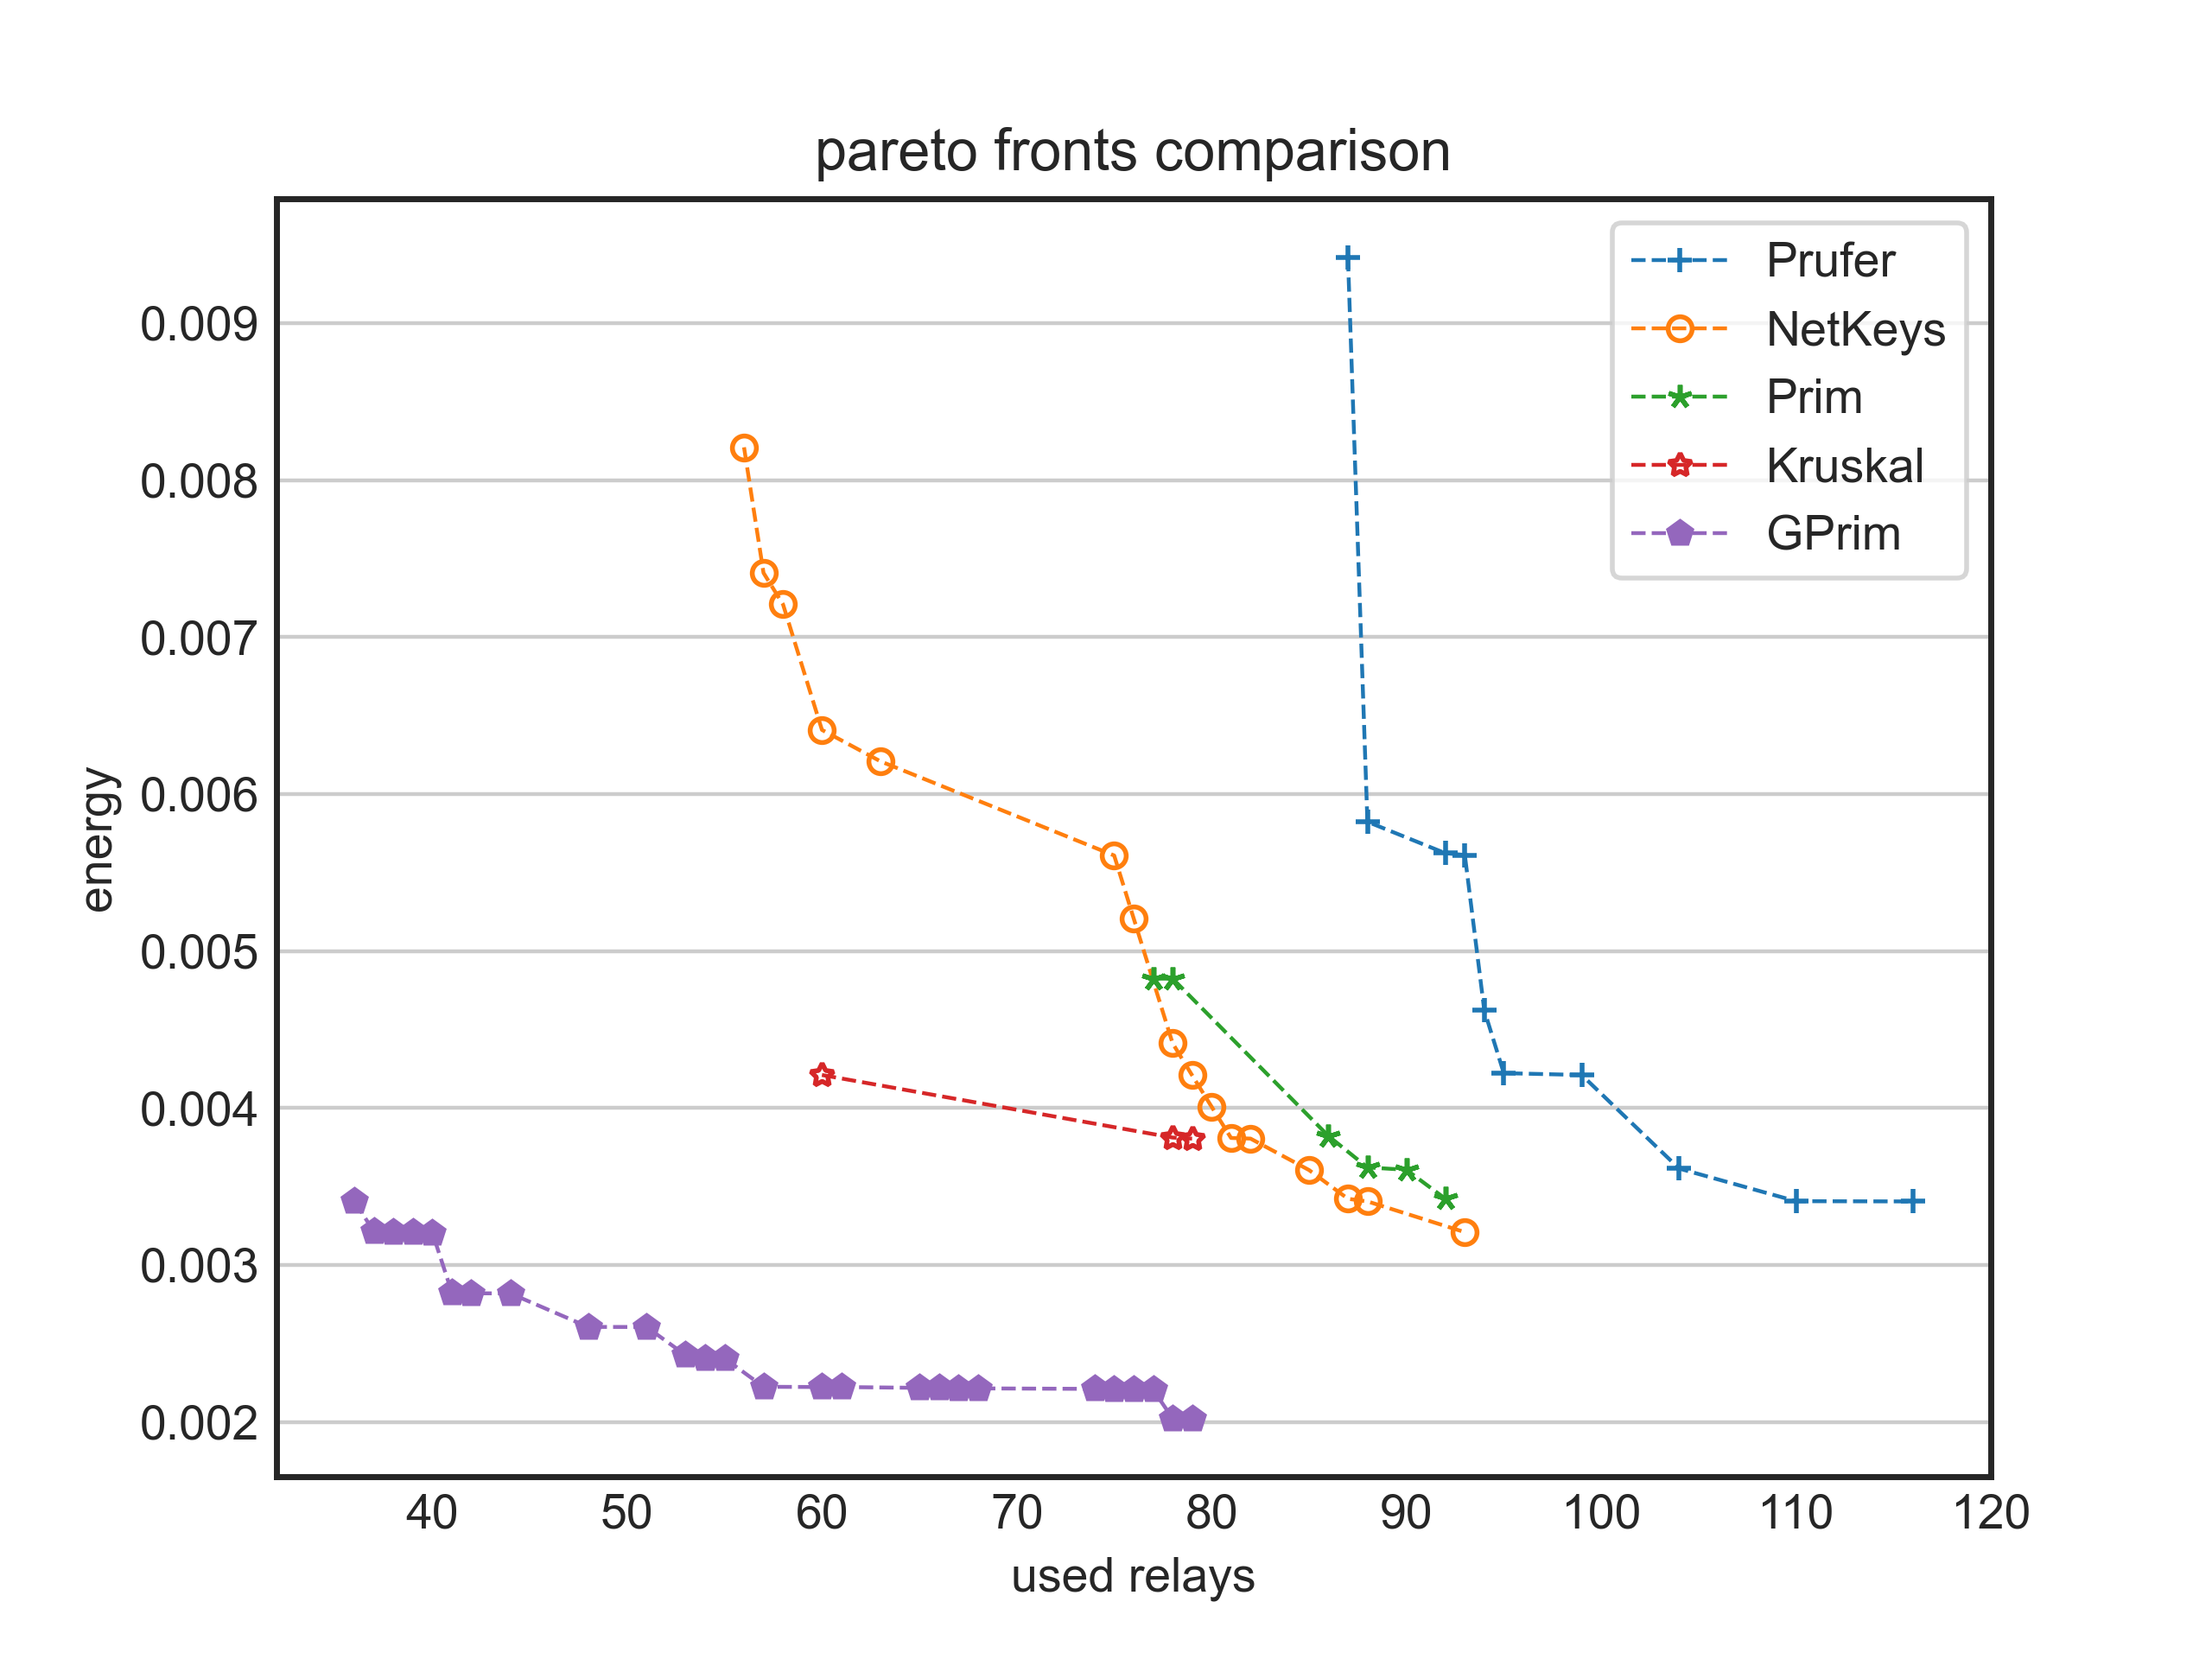 pareto fronts comparison
Prufer
NetKeys
Prim
Kruskal
GPrim
0.009
0.008
0.007
0.006
0.005
0.004
0.003
0.002
energy
40 50 60 70 80 90 100 110 120
used relays